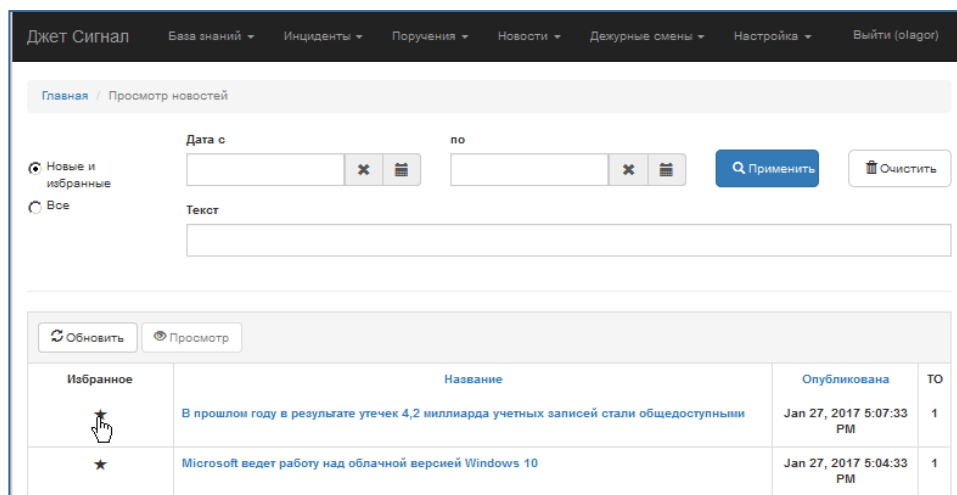 Джет Сигнал База знаний Инциденты Поручения Новости Дежурные смены Настройка Выйти (olagor)
Главная / Просмотр новостей
Дата с по
Новые и
избранные
Применить Очистить
Все
Текст
Обновить Просмотр
Избранное Название Опубликована ТО
В прошлом году в результате утечек 4,2 миллиарда учетных записей стали общедоступными Jan 27, 2017 5:07:33 1
PM
Microsoft ведет работу над облачной версией Windows 10 Jan 27, 2017 5:04:33 1
PM